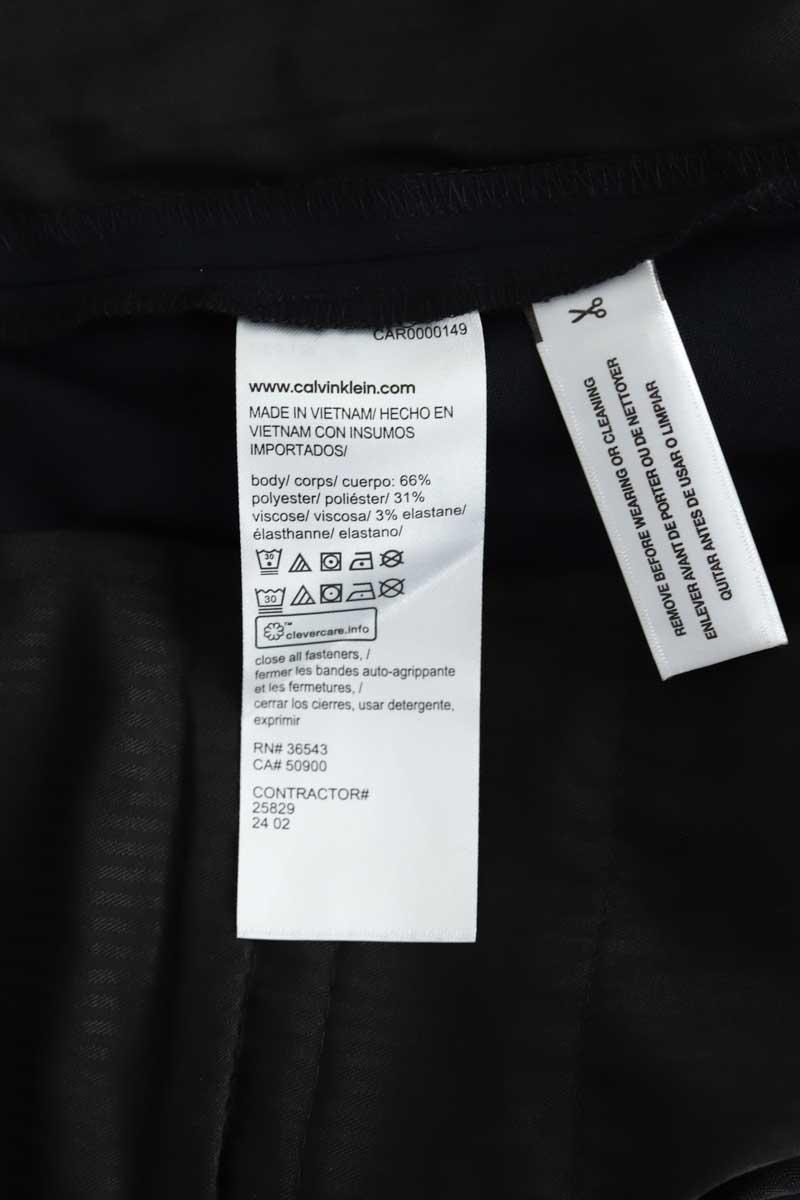 CAR0000149
www.calvinklein.com
MADE IN VIETNAM/ HECHO EN
VIETNAM CON INSUMOS
IMPORTADOS/
body/ corps/ cuerpo: 66%
polyester/ poliéster/ 31%
viscose/ viscosa/ 3% elastane/
élasthanne/ elastano/
30
30
clevercare.info
close all fasteners, /
fermer les bandes auto-agrippante
et les fermetures, /
cerrar los cierres, usar detergente,
exprimir
RN# 36543
CA# 50900
CONTRACTOR#
25829
24 02
REMOVE BEFORE WEARING OR CLEANING
ENLEVER AVANT DE PORTER OU DE NETTOYER
QUITAR ANTES DE USAR O LIMPIAR